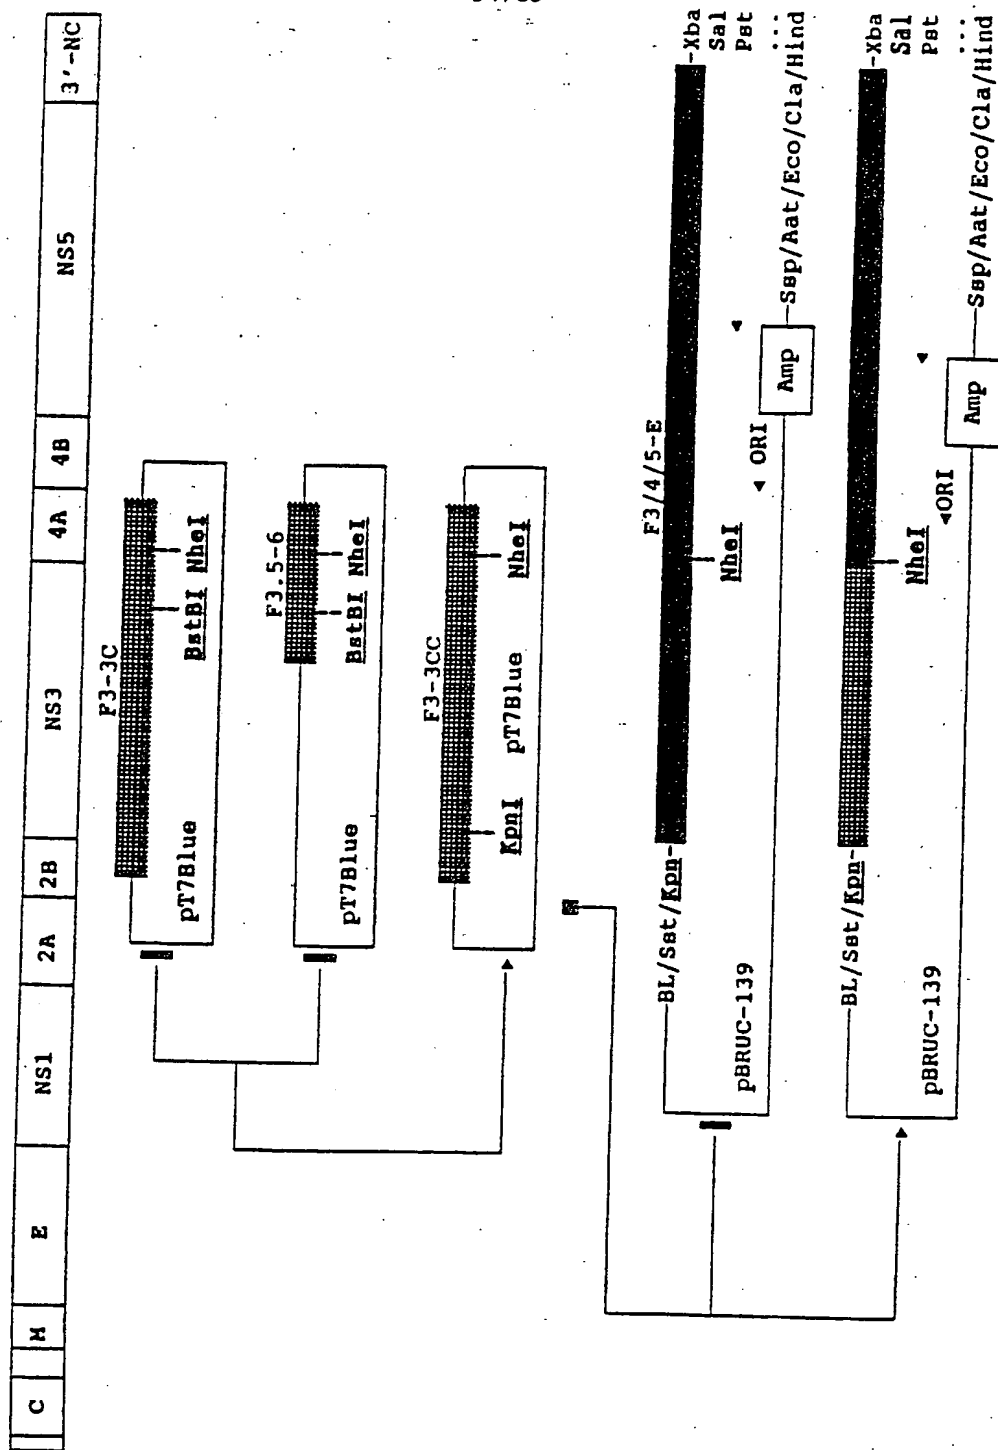 C
M
E
NS1
2A
2B
NS3
4A
4B
NS5
3'-NC
F3-3C
BstBI NheI
pT7Blue
F3.5-6
BstBI NheI
pT7Blue
F3-3CC
KpnI
pT7Blue
NheI
F3/4/5-E
BL/Sst/Kpn-
NheI
-Xba
Sal
Pst
...
ORI
Amp
Ssp/Aat/Eco/Cla/Hind
pBRUC-139
BL/Sst/Kpn-
NheI
-Xba
Sal
Pst
...
ORI
Amp
Ssp/Aat/Eco/Cla/Hind
pBRUC-139